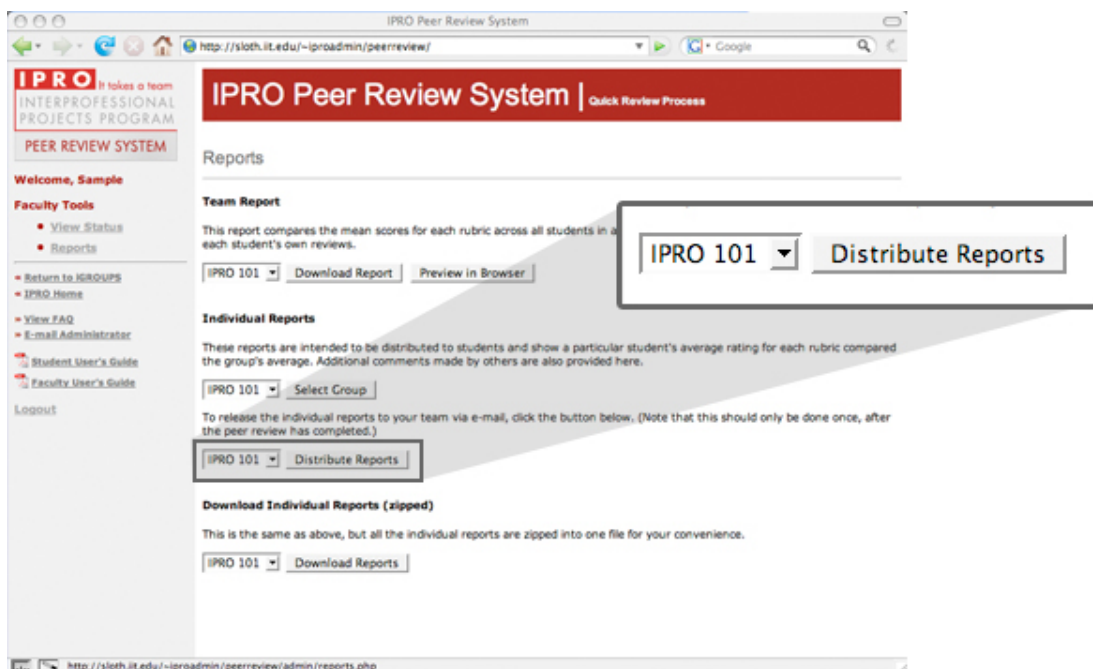 IPRO Peer Review System
http://sloth.iit.edu/~iproadmin/peerreview/
Google
IPRO It takes a team
INTERPROFESSIONAL
PROJECTS PROGRAM
PEER REVIEW SYSTEM
Welcome, Sample
Faculty Tools
View Status
Reports
Return to iGROUPS
IPRO Home
View FAQ
E-mail Administrator
Student User's Guide
Faculty User's Guide
Logout
IPRO Peer Review System | Quick Review Process
Reports
Team Report
This report compares the mean scores for each rubric across all students in a
each student's own reviews.
IPRO 101 Download Report Preview in Browser
Individual Reports
These reports are intended to be distributed to students and show a particular student's average rating for each rubric compared
the group's average. Additional comments made by others are also provided here.
IPRO 101 Select Group
To release the individual reports to your team via e-mail, click the button below. (Note that this should only be done once, after
the peer review has completed.)
IPRO 101 Distribute Reports
Download Individual Reports (zipped)
This is the same as above, but all the individual reports are zipped into one file for your convenience.
IPRO 101 Download Reports
IPRO 101 Distribute Reports
http://sloth.iit.edu/~iproadmin/peerreview/admin/reports.php